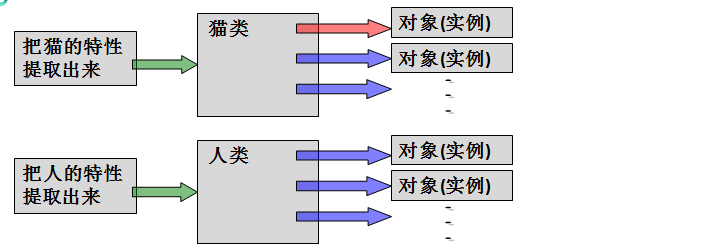 猫类
对象(实例)
把猫的特性
提取出来
对象(实例)
人类
对象(实例)
把人的特性
提取出来
对象(实例)